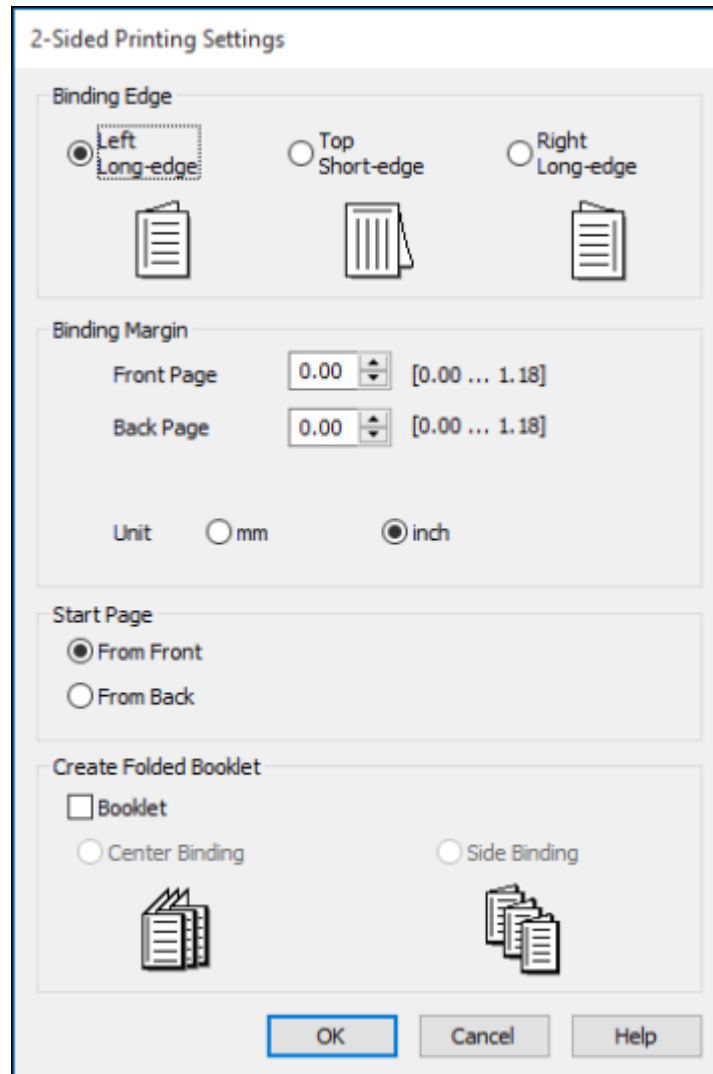 2-Sided Printing Settings
Binding Edge
Left
Long-edge
Top
Short-edge
Right
Long-edge
Binding Margin
Front Page 0.00 [0.00 ... 1.18]
Back Page 0.00 [0.00 ... 1.18]
Unit mm inch
Start Page
From Front
From Back
Create Folded Booklet
Booklet
Center Binding Side Binding
OK Cancel Help